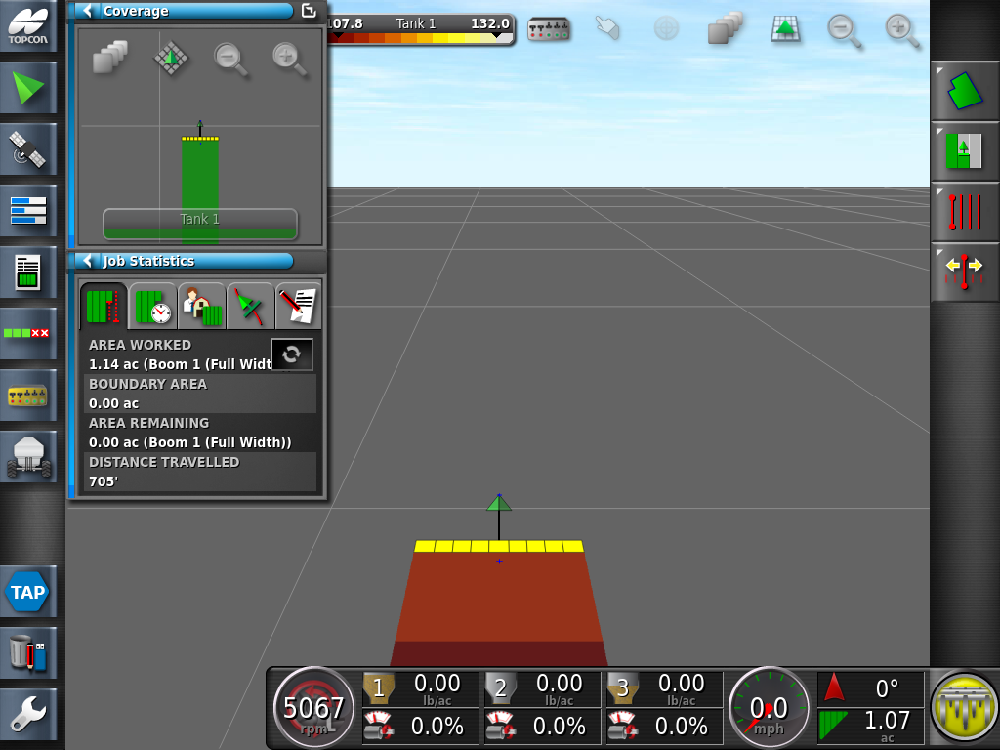 TOPCON
Coverage
107.8 Tank 1 132.0
Tank 1
Job Statistics
AREA WORKED
1.14 ac (Boom 1 (Full Widt
BOUNDARY AREA
0.00 ac
AREA REMAINING
0.00 ac (Boom 1 (Full Width))
DISTANCE TRAVELLED
705'
TAP
5067
rpm
1
0.00
lb/ac
0.0%
2
0.00
lb/ac
0.0%
3
0.00
lb/ac
0.0%
0.0
mph
0°
1.07
ac